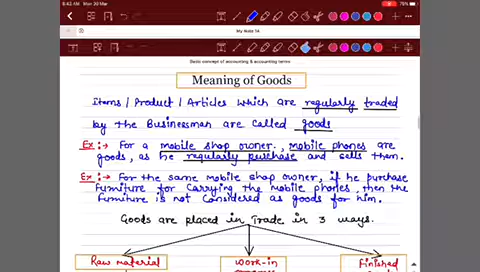 6:43 AM Mon 30 Mar
79%
My Note 1A
Basic concept of accounting & accounting terms
Meaning of Goods
Items / Product / Articles which are regularly traded
by the Businessman are Called goods
Ex :→ For a mobile shop owner, mobile phones are
goods, as he regularly purchase and sells them.
Ex :→ For the same mobile shop owner, if he purchase
furniture for Carrying the mobile phones, then the
furniture is not Considered as goods for him.
Goods are placed in Trade in 3 ways.
Raw material work-in Finished